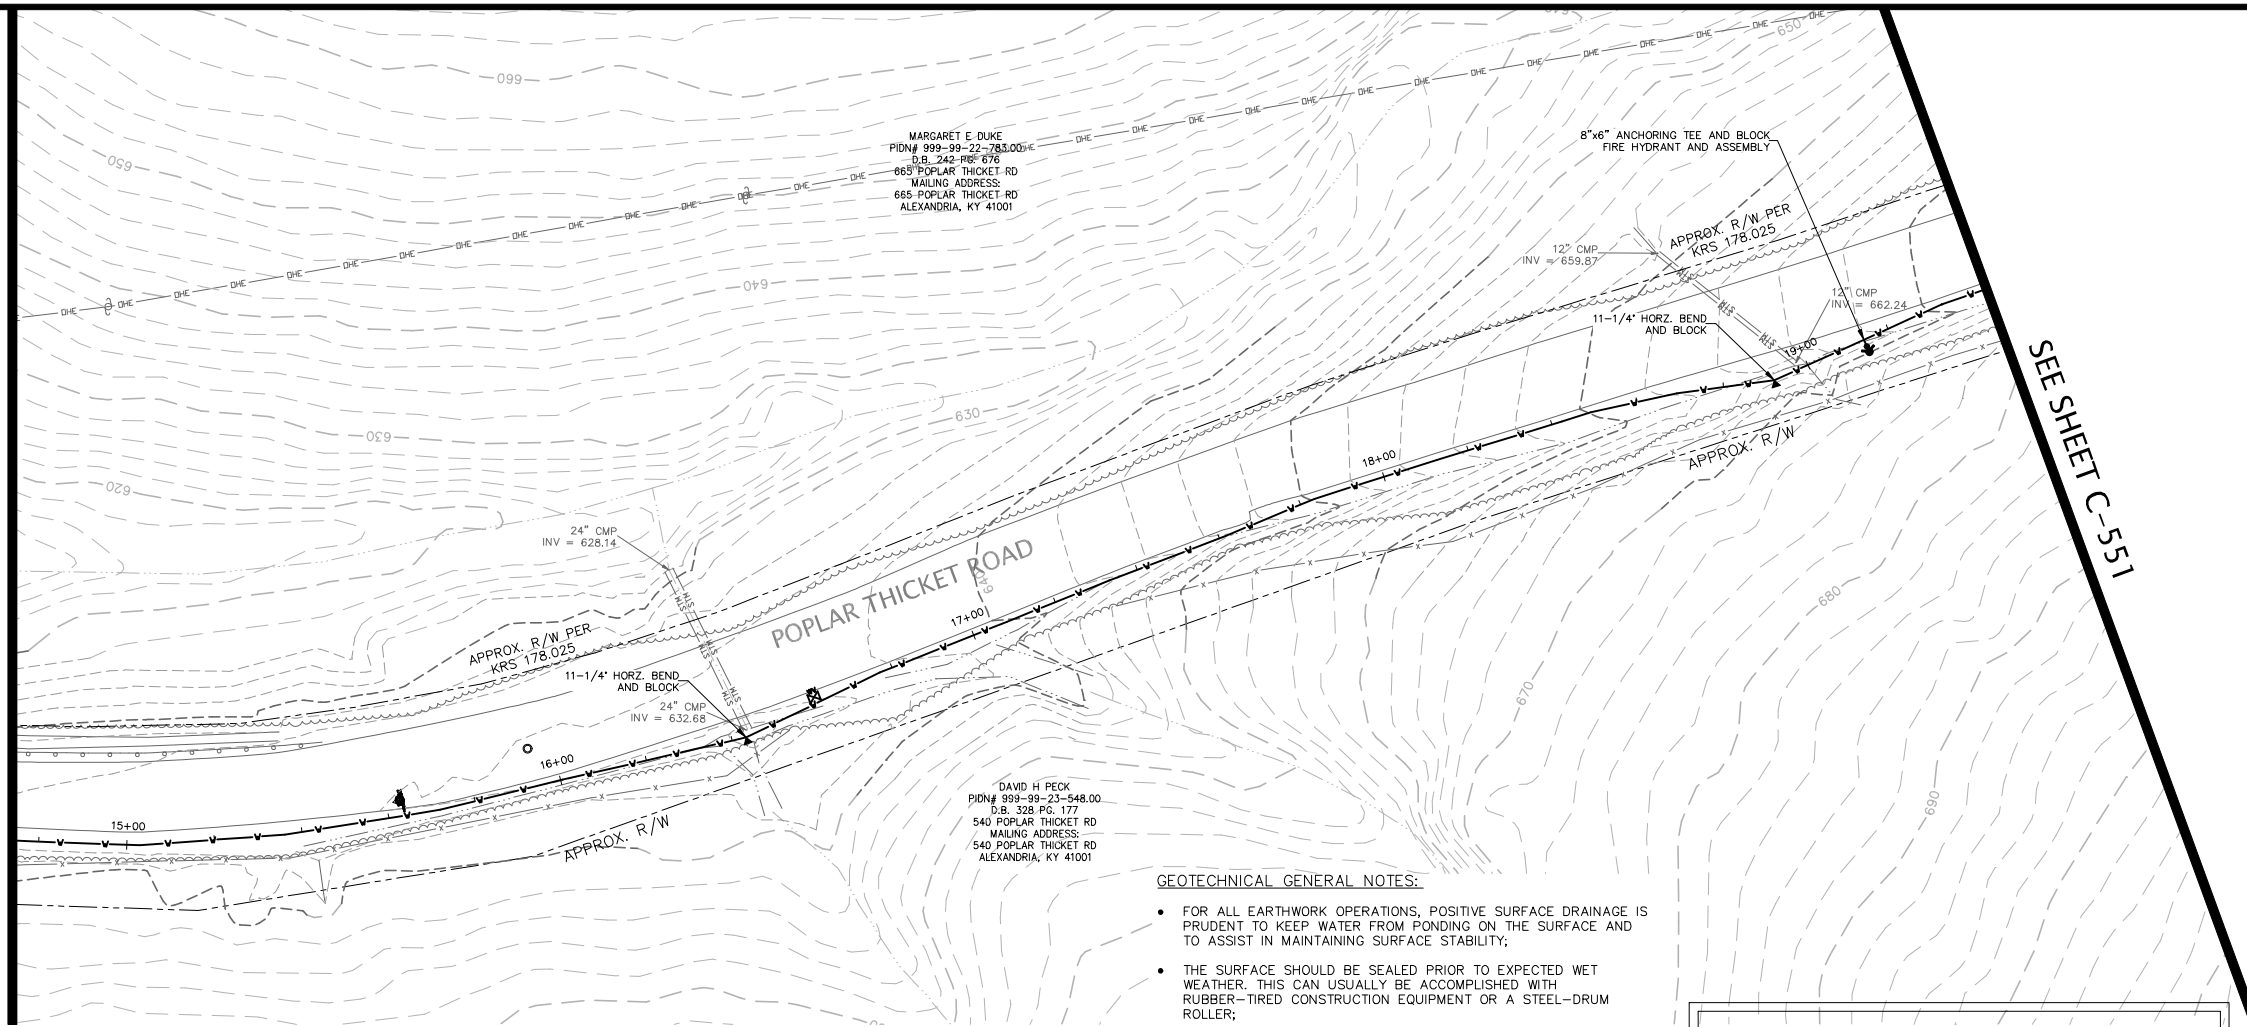 660
650
650
MARGARET E DUKE
PIDN# 999-99-22-783.00
D.B. 242 PG. 676
665 POPLAR THICKET RD
MAILING ADDRESS:
665 POPLAR THICKET RD
ALEXANDRIA, KY 41001
8"x6" ANCHORING TEE AND BLOCK
FIRE HYDRANT AND ASSEMBLY
APPROX. R/W PER
KRS 178.025
12" CMP
INV = 659.87
12" CMP
INV = 662.24
11-1/4° HORZ. BEND
AND BLOCK
19+00
640
630
630
620
SEE SHEET C-551
APPROX. R/W
18+00
24" CMP
INV = 628.14
POPLAR THICKET ROAD
640
17+00
680
APPROX. R/W PER
KRS 178.025
11-1/4° HORZ. BEND
AND BLOCK
24" CMP
INV = 632.68
670
16+00
15+00
APPROX. R/W
690
DAVID H PECK
PIDN# 999-99-23-548.00
D.B. 328 PG. 177
540 POPLAR THICKET RD
MAILING ADDRESS:
540 POPLAR THICKET RD
ALEXANDRIA, KY 41001
GEOTECHNICAL GENERAL NOTES:
• FOR ALL EARTHWORK OPERATIONS, POSITIVE SURFACE DRAINAGE IS
PRUDENT TO KEEP WATER FROM PONDING ON THE SURFACE AND
TO ASSIST IN MAINTAINING SURFACE STABILITY;
• THE SURFACE SHOULD BE SEALED PRIOR TO EXPECTED WET
WEATHER. THIS CAN USUALLY BE ACCOMPLISHED WITH
RUBBER-TIRED CONSTRUCTION EQUIPMENT OR A STEEL-DRUM
ROLLER;